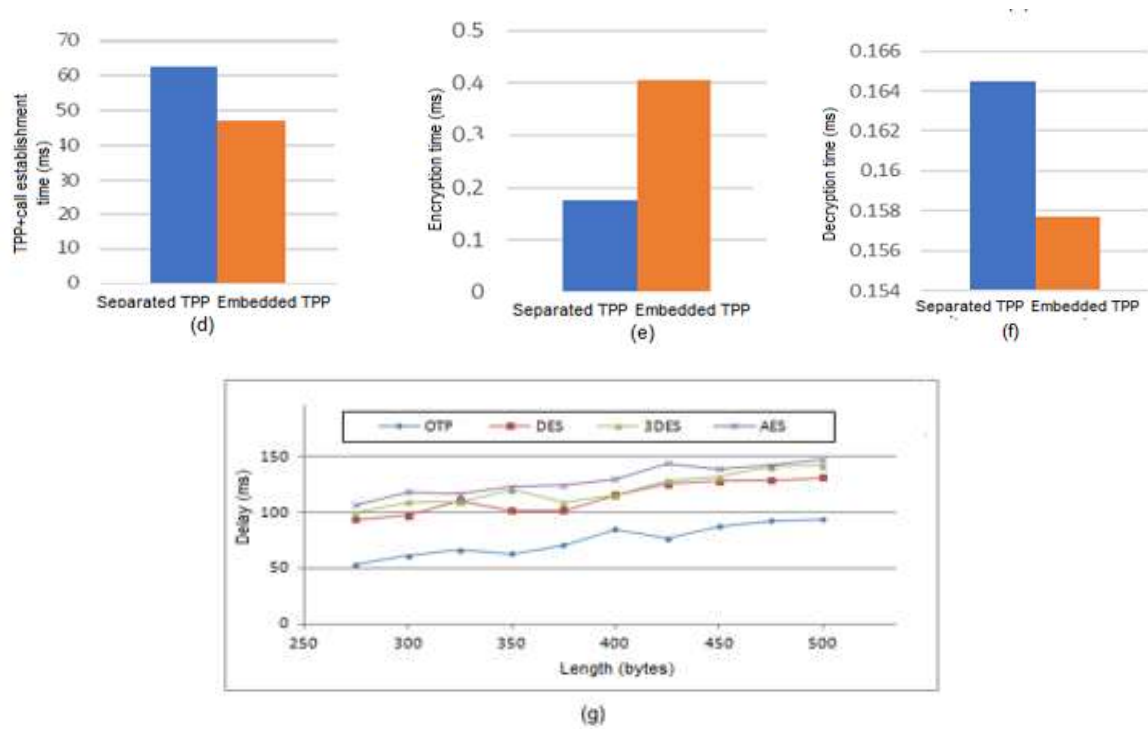 70
60
50
40
30
20
10
0
TPP+call establishment
time (ms)
Separated TPP Embedded TPP
(d)
0.5
0.4
0.3
0.2
0.1
0
Encryption time (ms)
Separated TPP Embedded TPP
(e)
0.166
0.164
0.162
0.16
0.158
0.156
0.154
Decryption time (ms)
Separated TPP Embedded TPP
(f)
OTP DES 3DES AES
150
100
50
0
Delay (ms)
250 300 350 400 450 500
Length (bytes)
(g)